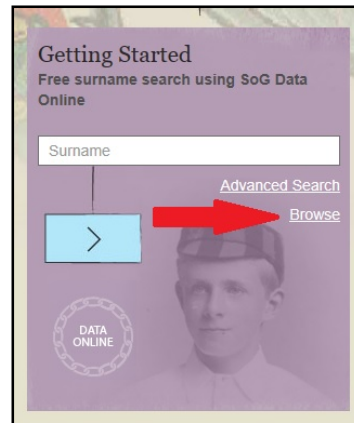 Getting Started
Free surname search using SoG Data
Online
Surname
Advanced Search
Browse
DATA
ONLINE